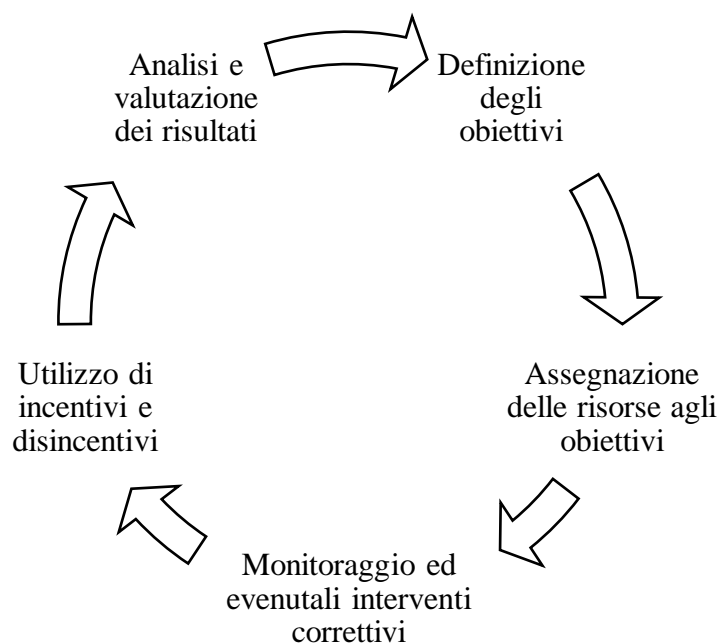 Analisi e
valutazione
dei risultati
Definizione
degli
obiettivi
Assegnazione
delle risorse agli
obiettivi
Monitoraggio ed
evenutali interventi
correttivi
Utilizzo di
incentivi e
disincentivi